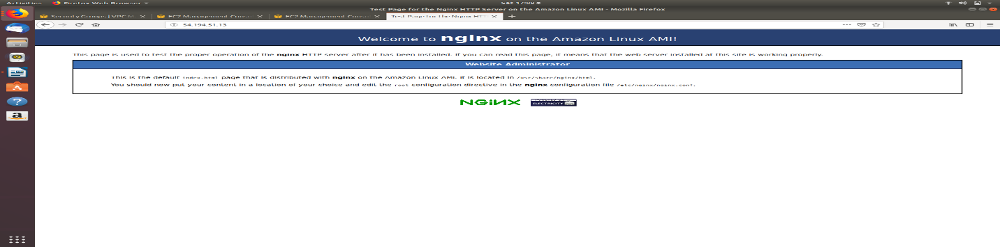 Activities Firefox Web Browser Sat 17:09
Test Page for the Nginx HTTP Server on the Amazon Linux AMI - Mozilla Firefox
Security Groups | VPC M EC2 Management Conso EC2 Management Conso Test Page for the Nginx HTT
54.194.51.13
Welcome to nginx on the Amazon Linux AMI!
This page is used to test the proper operation of the nginx HTTP server after it has been installed. If you can read this page, it means that the web server installed at this site is working properly.
Website Administrator
This is the default index.html page that is distributed with nginx on the Amazon Linux AMI. It is located in /usr/share/nginx/html.
You should now put your content in a location of your choice and edit the root configuration directive in the nginx configuration file /etc/nginx/nginx.conf.
NGiNX
POWERED BY
ELECTRICITY